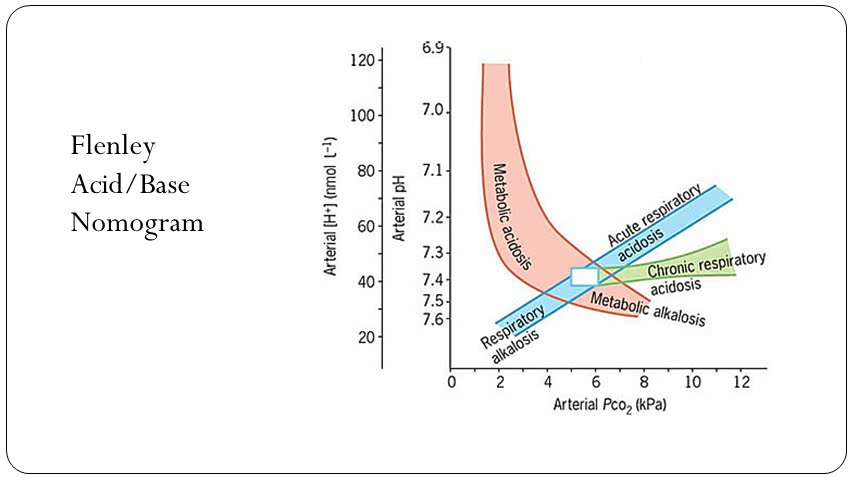 Flenley
Acid/Base
Nomogram
Arterial [H+] (nmol L−1)
120
100
80
60
40
20
Arterial pH
6.9
7.0
7.1
7.2
7.3
7.4
7.5
7.6
Metabolic acidosis
Acute respiratory
acidosis
Chronic respiratory
acidosis
Metabolic alkalosis
Respiratory
alkalosis
0 2 4 6 8 10 12
Arterial Pco2 (kPa)